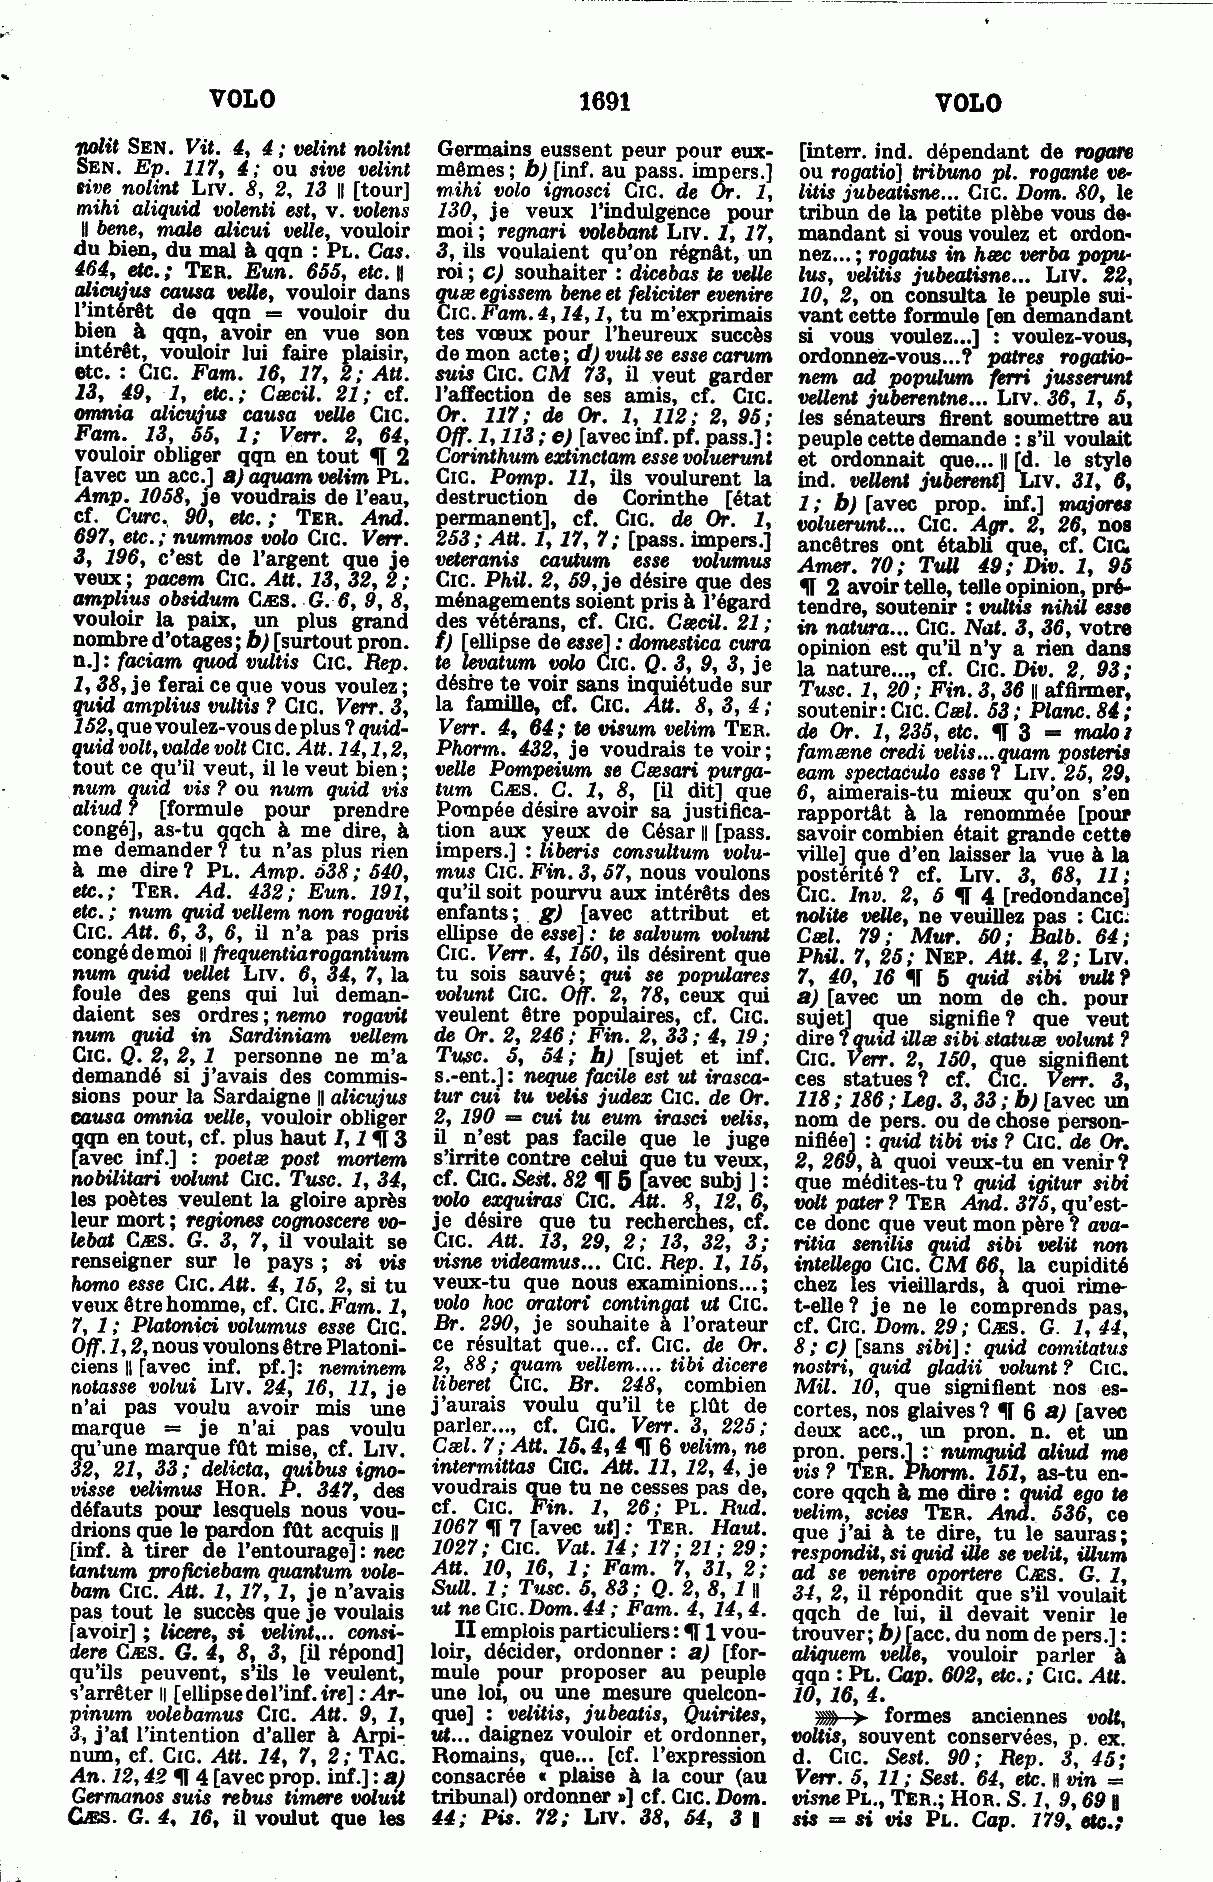 VOLO
1691
VOLO
nolit SEN. Vit. 4, 4; velint nolint
SEN. Ep. 117, 4; ou sive velint
sive nolint LIV. 8, 2, 13 || [tour]
mihi aliquid volenti est, v. volens
|| bene, male alicui velle, vouloir
du bien, du mal à qqn : PL. Cas.
464, etc.; TER. Eun. 655, etc. ||
alicujus causa velle, vouloir dans
l'intérêt de qqn = vouloir du
bien à qqn, avoir en vue son
intérêt, vouloir lui faire plaisir,
etc. : CIC. Fam. 16, 17, 2; Att.
13, 49, 1, etc.; Cæcil. 21; cf.
omnia alicujus causa velle CIC.
Fam. 13, 55, 1; Verr. 2, 64,
vouloir obliger qqn en tout ¶ 2
[avec un acc.] a) aquam velim PL.
Amp. 1058, je voudrais de l'eau,
cf. Curc. 90, etc.; TER. And.
697, etc.; nummos volo CIC. Verr.
3, 196, c'est de l'argent que je
veux; pacem CIC. Att. 13, 32, 2;
amplius obsidum CÆS. G. 6, 9, 8,
vouloir la paix, un plus grand
nombre d'otages; b) [surtout pron.
n.]: faciam quod vultis CIC. Rep.
1, 38, je ferai ce que vous voulez;
quid amplius vultis? CIC. Verr. 3,
152, que voulez-vous de plus? quid-
quid volt, valde volt CIC. Att. 14, 1, 2,
tout ce qu'il veut, il le veut bien;
num quid vis? ou num quid vis
aliud? [formule pour prendre
congé], as-tu qqch à me dire, à
me demander? tu n'as plus rien
à me dire? PL. Amp. 538; 540,
etc.; TER. Ad. 432; Eun. 191,
etc.; num quid vellem non rogavit
CIC. Att. 6, 3, 6, il n'a pas pris
congé de moi || frequentia rogantium
num quid vellet LIV. 6, 34, 7, la
foule des gens qui lui deman-
daient ses ordres; nemo rogavit
num quid in Sardiniam vellem
CIC. Q. 2, 2, 1 personne ne m'a
demandé si j'avais des commis-
sions pour la Sardaigne || alicujus
causa omnia velle, vouloir obliger
qqn en tout, cf. plus haut I, 1 ¶ 3
[avec inf.] : poetæ post mortem
nobilitari volunt CIC. Tusc. 1, 34,
les poètes veulent la gloire après
leur mort; regiones cognoscere vo-
lebat CÆS. G. 3, 7, il voulait se
renseigner sur le pays ; si vis
homo esse CIC. Att. 4, 15, 2, si tu
veux être homme, cf. CIC. Fam. 1,
7, 1; Platonici volumus esse CIC.
Off. 1, 2, nous voulons être Platoni-
ciens || [avec inf. pf.]: neminem
notasse volui LIV. 24, 16, 11, je
n'ai pas voulu avoir mis une
marque = je n'ai pas voulu
qu'une marque fût mise, cf. LIV.
32, 21, 33; delicta, quibus igno-
visse velimus HOR. P. 347, des
défauts pour lesquels nous vou-
drions que le pardon fût acquis ||
[inf. à tirer de l'entourage] : nec
tantum proficiebam quantum vole-
bam CIC. Att. 1, 17, 1, je n'avais
pas tout le succès que je voulais
[avoir] ; licere, si velint,.. consi-
dere CÆS. G. 4, 8, 3, [il répond]
qu'ils peuvent, s'ils le veulent,
s'arrêter || [ellipse de l'inf. ire] : Ar-
pinum volebamus CIC. Att. 9, 1,
3, j'ai l'intention d'aller à Arpi-
num, cf. CIC. Att. 14, 7, 2; TAC.
An. 12, 42 ¶ 4 [avec prop. inf.] : a)
Germanos suis rebus timere voluit
CÆS. G. 4, 16, il voulut que les
Germains eussent peur pour eux-
mêmes; b) [inf. au pass. impers.]
mihi volo ignosci CIC. de Or. 1,
130, je veux l'indulgence pour
moi; regnari volebant LIV. 1, 17,
3, ils voulaient qu'on régnât, un
roi; c) souhaiter : dicebas te velle
quæ egissem bene et feliciter evenire
CIC. Fam. 4, 14, 1, tu m'exprimais
tes vœux pour l'heureux succès
de mon acte; d) vult se esse carum
suis CIC. CM 73, il veut garder
l'affection de ses amis, cf. CIC.
Or. 117; de Or. 1, 112; 2, 95;
Off. 1, 113; e) [avec inf. pf. pass.] :
Corinthum extinctam esse voluerunt
CIC. Pomp. 11, ils voulurent la
destruction de Corinthe [état
permanent], cf. CIC. de Or. 1,
253; Att. 1, 17, 7; [pass. impers.]
veteranis cautum esse volumus
CIC. Phil. 2, 59, je désire que des
ménagements soient pris à l'égard
des vétérans, cf. CIC. Cæcil. 21;
f) [ellipse de esse] : domestica cura
te levatum volo CIC. Q. 3, 9, 3, je
désire te voir sans inquiétude sur
la famille, cf. CIC. Att. 8, 3, 4;
Verr. 4, 64; te visum velim TER.
Phorm. 432, je voudrais te voir;
velle Pompeium se Cæsari purga-
tum CÆS. C. 1, 8, [il dit] que
Pompée désire avoir sa justifica-
tion aux yeux de César || [pass.
impers.] : liberis consultum volu-
mus CIC. Fin. 3, 57, nous voulons
qu'il soit pourvu aux intérêts des
enfants; g) [avec attribut et
ellipse de esse] : te salvum volunt
CIC. Verr. 4, 150, ils désirent que
tu sois sauvé; qui se populares
volunt CIC. Off. 2, 78, ceux qui
veulent être populaires, cf. CIC.
de Or. 2, 246; Fin. 2, 33; 4, 19;
Tusc. 5, 54; h) [sujet et inf.
s.-ent.] : neque facile est ut irasca-
tur cui tu velis judex CIC. de Or.
2, 190 = cui tu eum irasci velis,
il n'est pas facile que le juge
s'irrite contre celui que tu veux,
cf. CIC. Sest. 82 ¶ 5 [avec subj ] :
volo exquiras CIC. Att. 8, 12, 6,
je désire que tu recherches, cf.
CIC. Att. 13, 29, 2; 13, 32, 3;
visne videamus... CIC. Rep. 1, 15,
veux-tu que nous examinions...;
volo hoc oratori contingat ut CIC.
Br. 290, je souhaite à l'orateur
ce résultat que... cf. CIC. de Or.
2, 88; quam vellem.... tibi dicere
liberet CIC. Br. 248, combien
j'aurais voulu qu'il te plût de
parler..., cf. CIC. Verr. 3, 225;
Cæl. 7; Att. 15, 4, 4 ¶ 6 velim, ne
intermittas CIC. Att. 11, 12, 4, je
voudrais que tu ne cesses pas de,
cf. CIC. Fin. 1, 26; PL. Rud.
1067 ¶ 7 [avec ut] : TER. Haut.
1027; CIC. Vat. 14; 17; 21; 29;
Att. 10, 16, 1; Fam. 7, 31, 2;
Sull. 1; Tusc. 5, 83; Q. 2, 8, 1 ||
ut ne CIC. Dom. 44; Fam. 4, 14, 4.
II emplois particuliers : ¶ 1 vou-
loir, décider, ordonner : a) [for-
mule pour proposer au peuple
une loi, ou une mesure quelcon-
que] : velitis, jubeatis, Quirites,
ut... daignez vouloir et ordonner,
Romains, que... [cf. l'expression
consacrée « plaise à la cour (au
tribunal) ordonner »] cf. CIC. Dom.
44; Pis. 72; LIV. 38, 54, 3 ||
[interr. ind. dépendant de rogare
ou rogatio] tribuno pl. rogante ve-
litis jubeatisne... CIC. Dom. 80, le
tribun de la petite plèbe vous de-
mandant si vous voulez et ordon-
nez...; rogatus in hæc verba popu-
lus, velitis jubeatisne... LIV. 22,
10, 2, on consulta le peuple sui-
vant cette formule [en demandant
si vous voulez...] : voulez-vous,
ordonnez-vous...? patres rogatio-
nem ad populum ferri jusserunt
vellent juberentne... LIV. 36, 1, 5,
les sénateurs firent soumettre au
peuple cette demande : s'il voulait
et ordonnait que... || [d. le style
ind. vellent juberent] LIV. 31, 6,
1; b) [avec prop. inf.] majores
voluerunt... CIC. Agr. 2, 26, nos
ancêtres ont établi que, cf. CIC.
Amer. 70; Tull 49; Div. 1, 95
¶ 2 avoir telle, telle opinion, pré-
tendre, soutenir : vultis nihil esse
in natura... CIC. Nat. 3, 36, votre
opinion est qu'il n'y a rien dans
la nature..., cf. CIC. Div. 2, 93;
Tusc. 1, 20; Fin. 3, 36 || affirmer,
soutenir: CIC. Cæl. 53; Planc. 84;
de Or. 1, 235, etc. ¶ 3 = malo :
famæne credi velis... quam posteris
eam spectaculo esse? LIV. 25, 29,
6, aimerais-tu mieux qu'on s'en
rapportât à la renommée [pour
savoir combien était grande cette
ville] que d'en laisser la vue à la
postérité? cf. LIV. 3, 68, 11;
CIC. Inv. 2, 5 ¶ 4 [redondance]
nolite velle, ne veuillez pas : CIC.
Cæl. 79; Mur. 50; Balb. 64;
Phil. 7, 25; NEP. Att. 4, 2; LIV.
7, 40, 16 ¶ 5 quid sibi vult?
a) [avec un nom de ch. pour
sujet] que signifie? que veut
dire? quid illæ sibi statuæ volunt?
CIC. Verr. 2, 150, que signifient
ces statues? cf. CIC. Verr. 3,
118; 186; Leg. 3, 33; b) [avec un
nom de pers. ou de chose person-
nifiée] : quid tibi vis? CIC. de Or.
2, 269, à quoi veux-tu en venir?
que médites-tu? quid igitur sibi
volt pater? TER And. 375, qu'est-
ce donc que veut mon père? ava-
ritia senilis quid sibi velit non
intellego CIC. CM 66, la cupidité
chez les vieillards, à quoi rime-
t-elle? je ne le comprends pas,
cf. CIC. Dom. 29; CÆS. G. 1, 44,
8; c) [sans sibi] : quid comitatus
nostri, quid gladii volunt? CIC.
Mil. 10, que signifient nos es-
cortes, nos glaives? ¶ 6 a) [avec
deux acc., un pron. n. et un
pron. pers.] : numquid aliud me
vis? TER. Phorm. 151, as-tu en-
core qqch à me dire : quid ego te
velim, scies TER. And. 536, ce
que j'ai à te dire, tu le sauras;
respondit, si quid ille se velit, illum
ad se venire oportere CÆS. G. 1,
34, 2, il répondit que s'il voulait
qqch de lui, il devait venir le
trouver; b) [acc. du nom de pers.] :
aliquem velle, vouloir parler à
qqn : PL. Cap. 602, etc.; CIC. Att.
10, 16, 4.
formes anciennes volt,
voltis, souvent conservées, p. ex.
d. CIC. Sest. 90; Rep. 3, 45;
Verr. 5, 11; Sest. 64, etc. || vin =
visne PL., TER.; HOR. S. 1, 9, 69 ||
sis = si vis PL. Cap. 179, etc.;